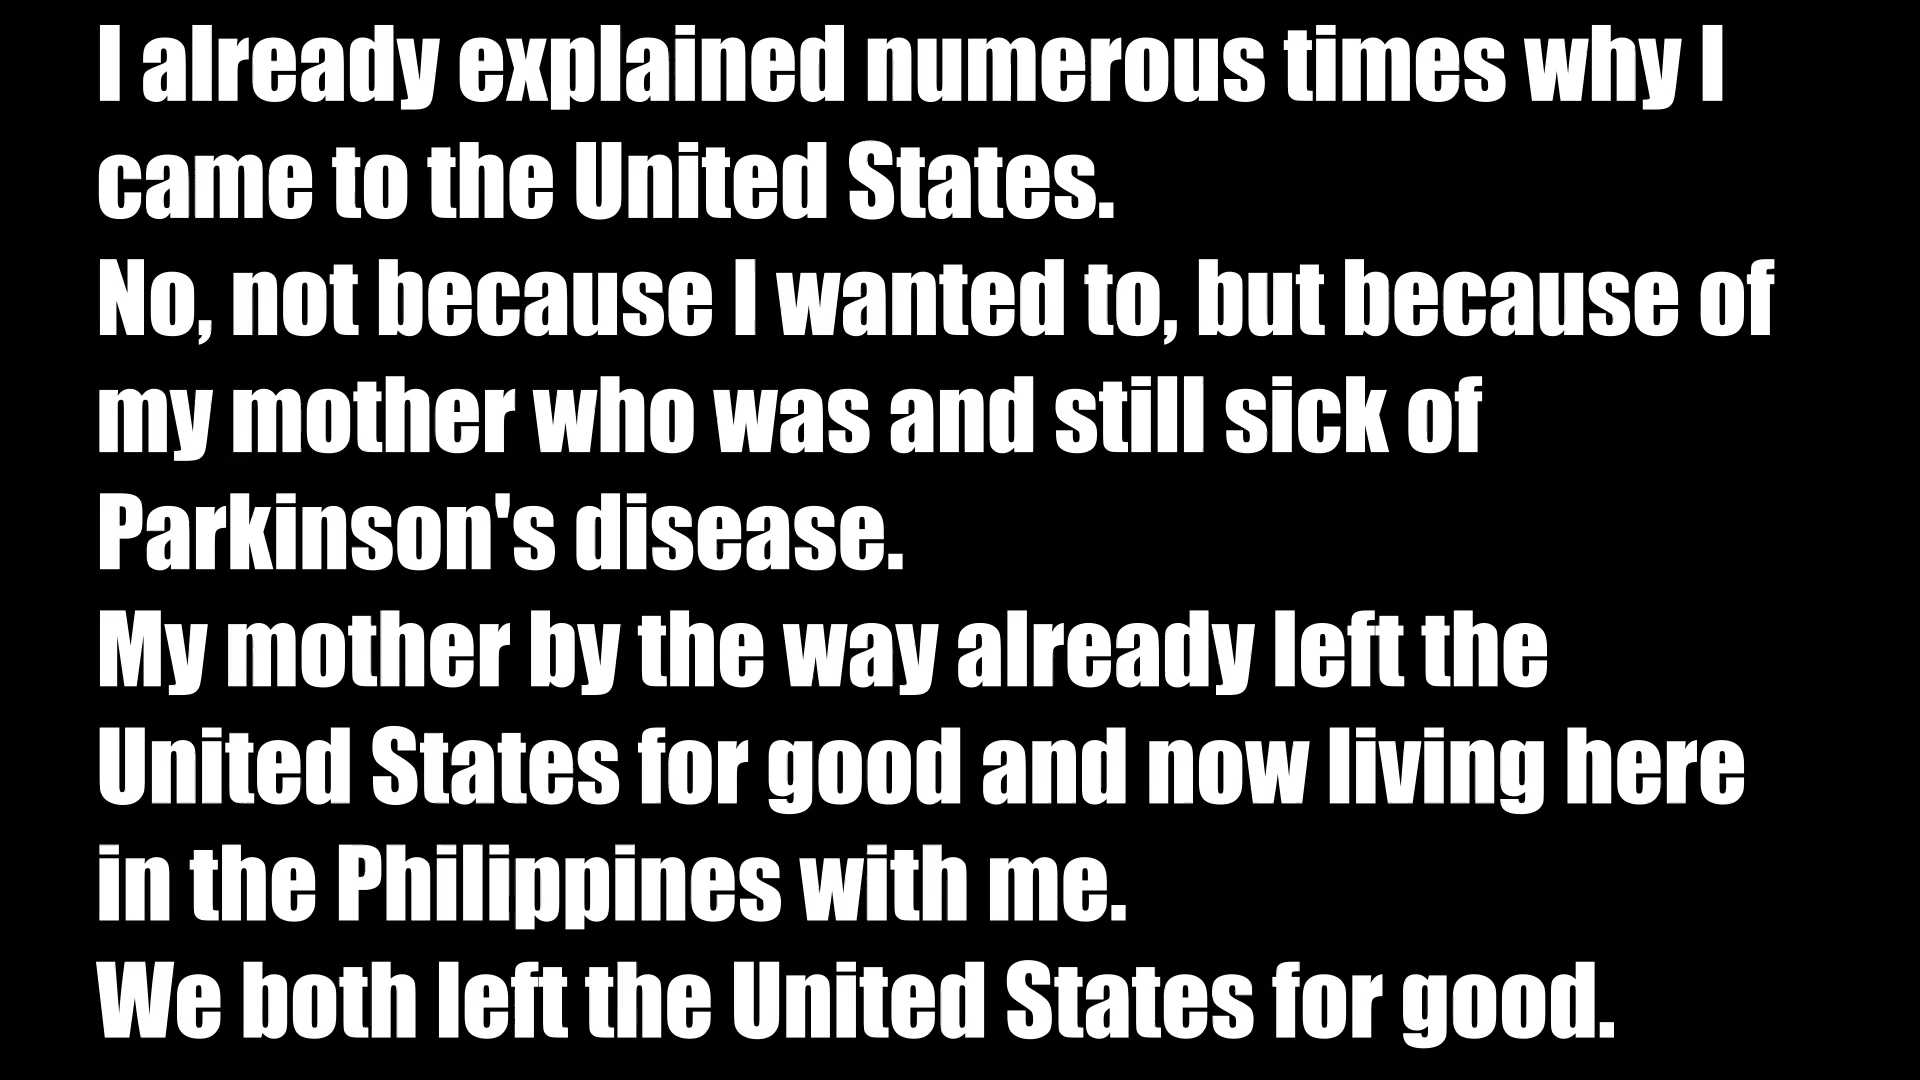 I already explained numerous times why I
came to the United States.
No, not because I wanted to, but because of
my mother who was and still sick of
Parkinson's disease.
My mother by the way already left the
United States for good and now living here
in the Philippines with me.
We both left the United States for good.